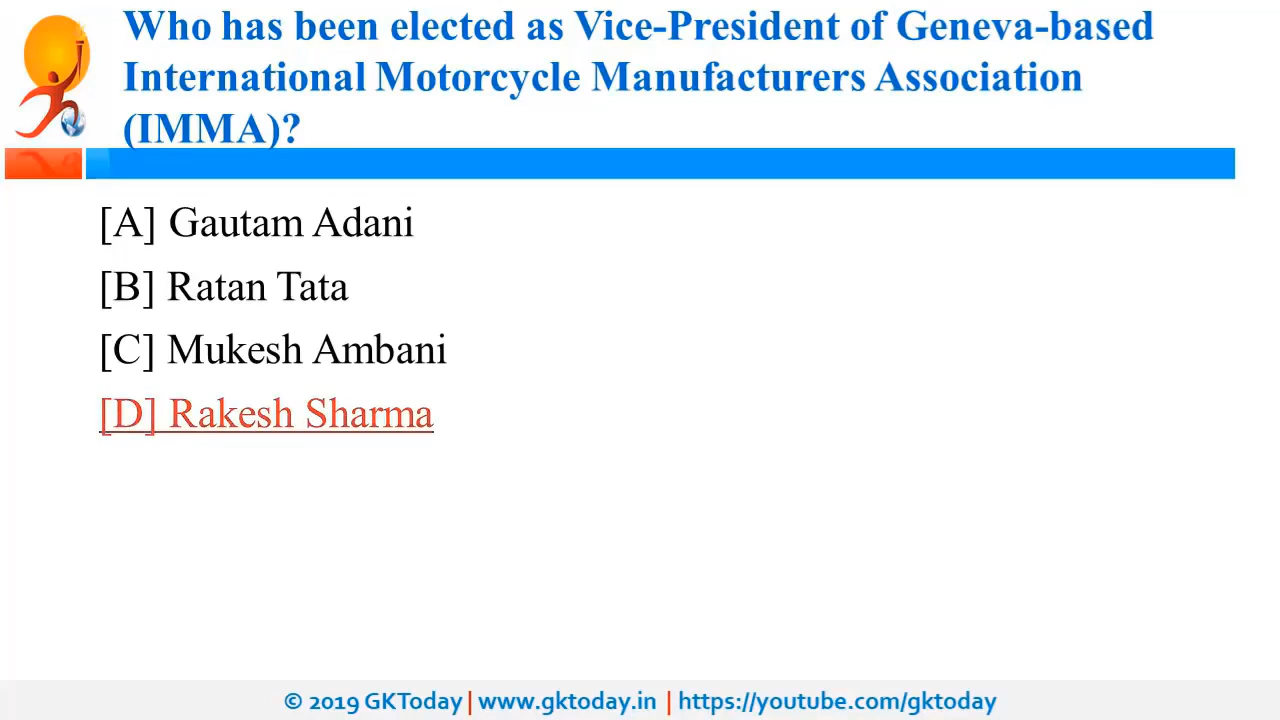 Who has been elected as Vice-President of Geneva-based
International Motorcycle Manufacturers Association
(IMMA)?
[A] Gautam Adani
[B] Ratan Tata
[C] Mukesh Ambani
[D] Rakesh Sharma
© 2019 GKToday | www.gktoday.in | https://youtube.com/gktoday